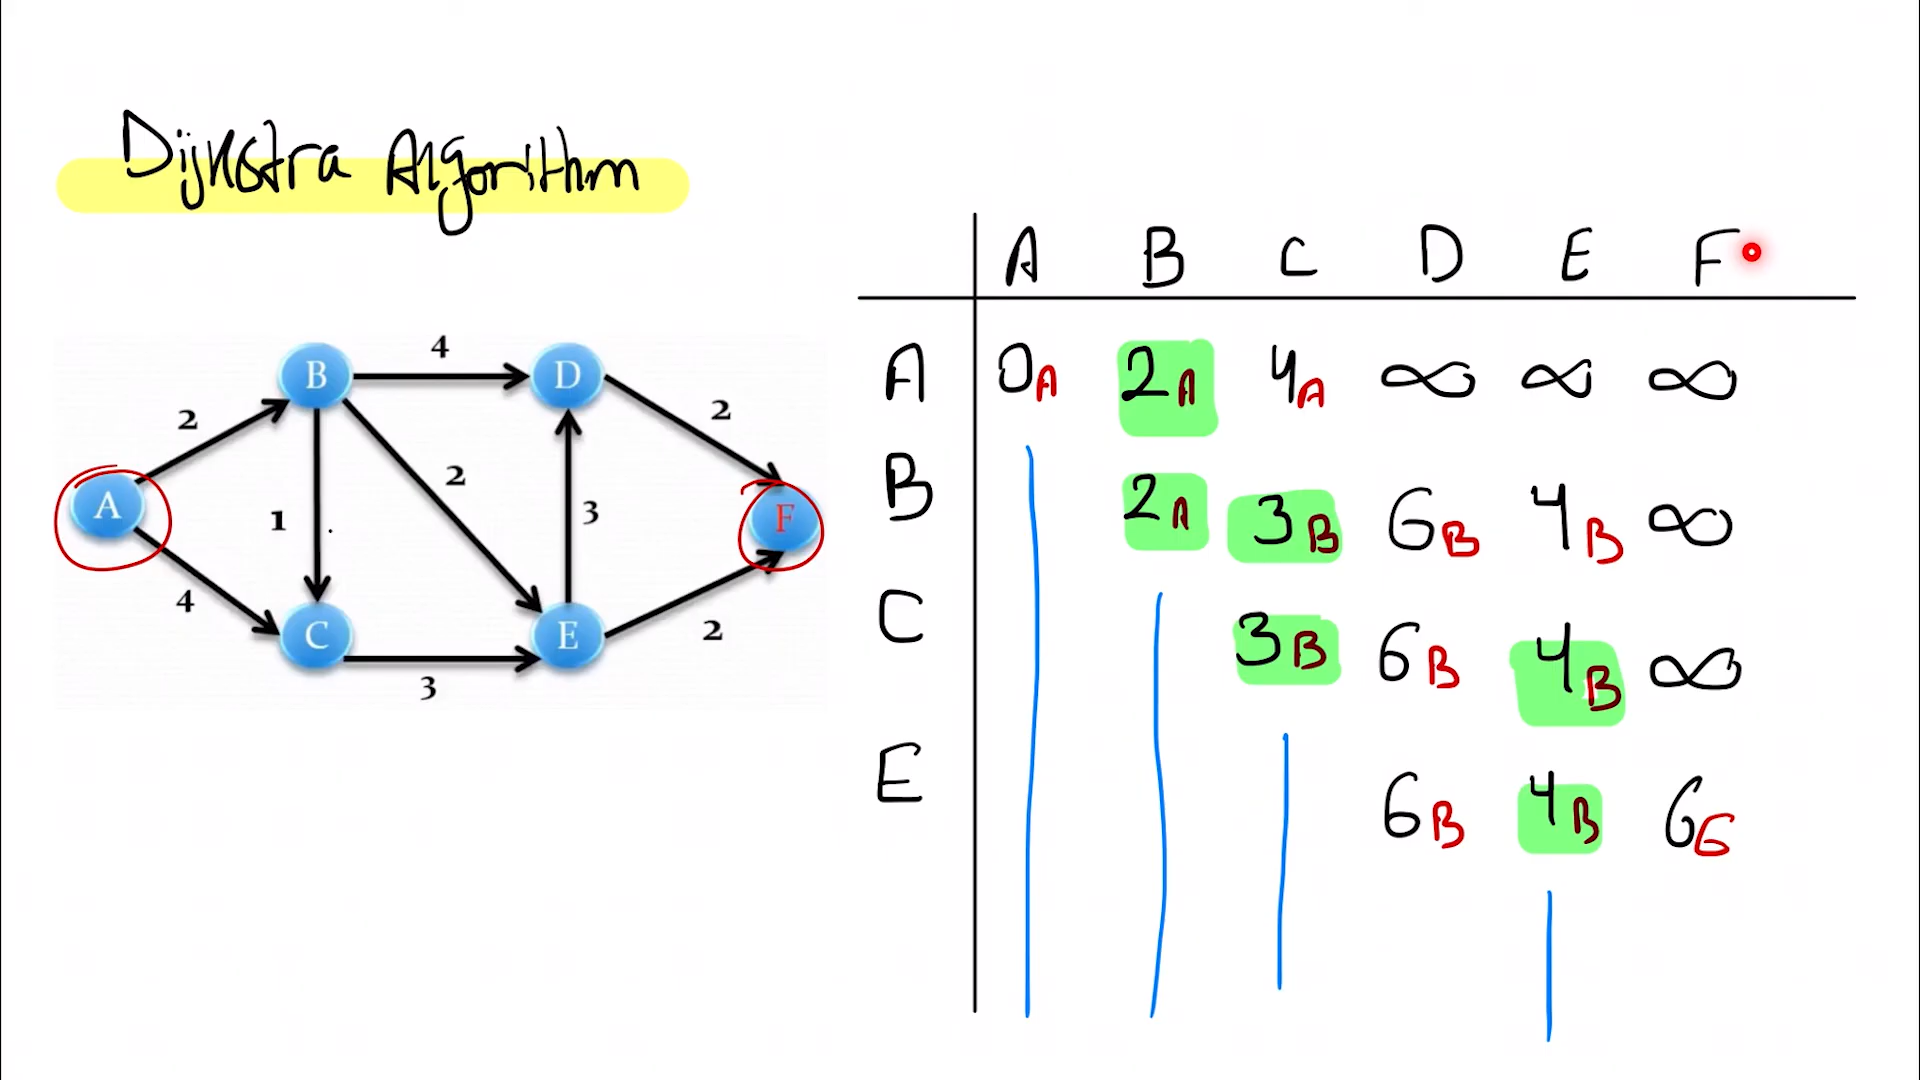 Dijkstra Algorithm
B 4 D
2 2
A 1 2 3 F
4 2
C 3 E
A B C D E F
A 0A 2A 4A ∞ ∞ ∞
B 2A 3B 6B 4B ∞
C 3B 6B 4B ∞
E 6B 4B 6E